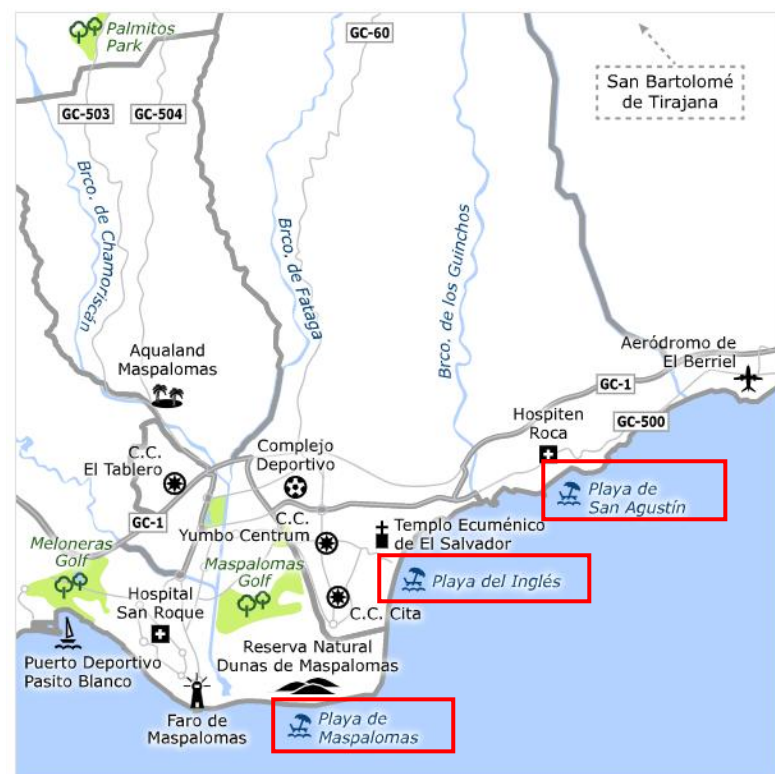 Palmitos
Park
GC-60
San Bartolomé
de Tirajana
GC-503
GC-504
Brco. de Chamoriscán
Brco. de Fataga
Brco. de los Guinchos
Aqualand
Maspalomas
Aeródromo de
El Berriel
GC-1
Hospiten
Roca
GC-500
C.C.
El Tablero
Complejo
Deportivo
Playa de
San Agustín
GC-1
C.C.
Yumbo Centrum
Templo Ecuménico
de El Salvador
Meloneras
Golf
Maspalomas
Golf
Playa del Inglés
Hospital
San Roque
C.C. Cita
Puerto Deportivo
Pasito Blanco
Reserva Natural
Dunas de Maspalomas
Faro de
Maspalomas
Playa de
Maspalomas